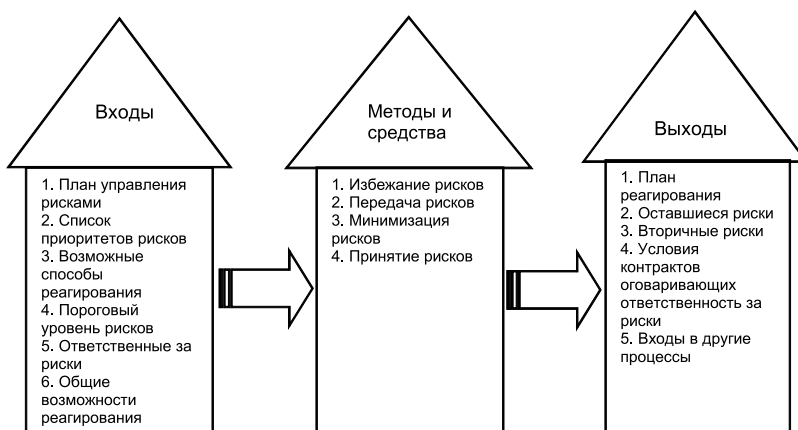 Входы
1. План управления
рисками
2. Список
приоритетов рисков
3. Возможные
способы
реагирования
4. Пороговый
уровень рисков
5. Ответственные за
риски
6. Общие
возможности
реагирования
Методы и
средства
1. Избежание рисков
2. Передача рисков
3. Минимизация
рисков
4. Принятие рисков
Выходы
1. План
реагирования
2. Оставшиеся риски
3. Вторичные риски
4. Условия
контрактов
оговаривающих
ответственность за
риски
5. Входы в другие
процессы